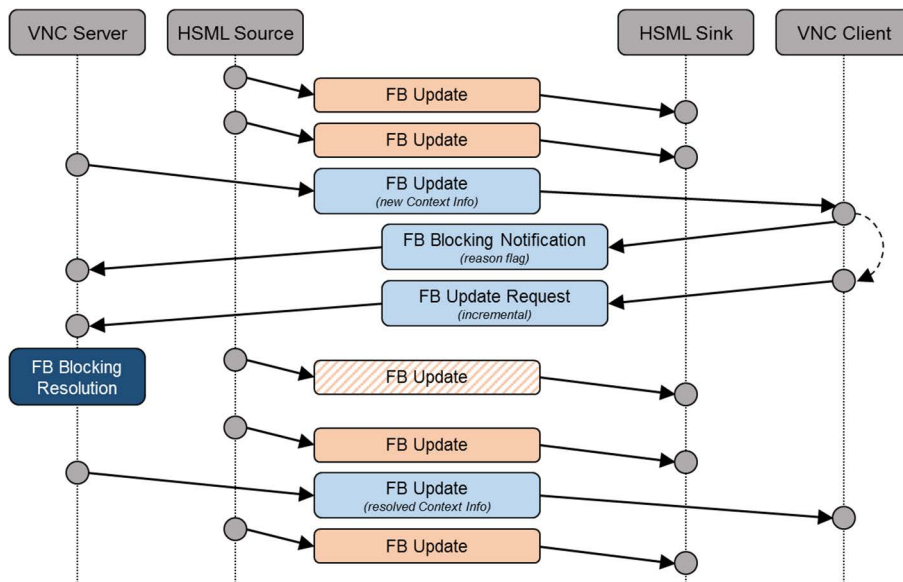 VNC Server
HSML Source
HSML Sink
VNC Client
FB Update
FB Update
FB Update
(new Context Info)
FB Blocking Notification
(reason flag)
FB Update Request
(incremental)
FB Blocking
Resolution
FB Update
FB Update
FB Update
(resolved Context Info)
FB Update